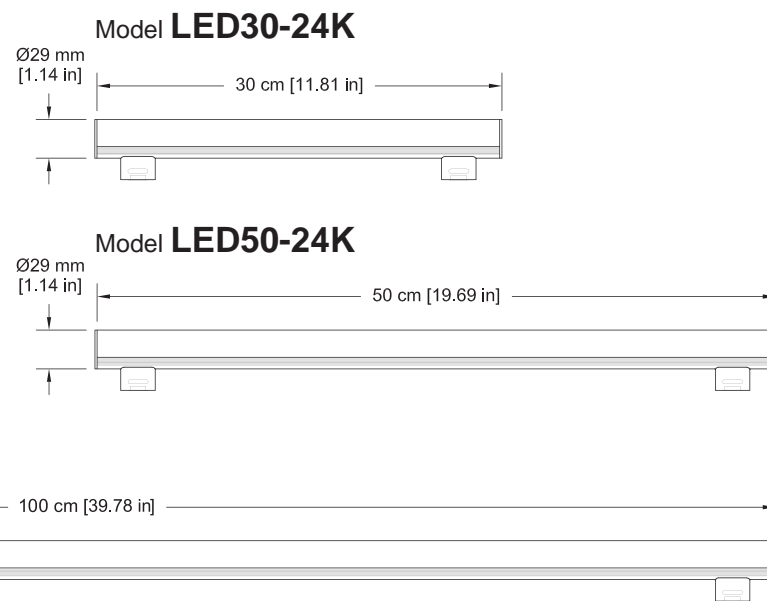 Model LED30-24K
Ø29 mm
[1.14 in]
30 cm [11.81 in]
Model LED50-24K
Ø29 mm
[1.14 in]
50 cm [19.69 in]
100 cm [39.78 in]